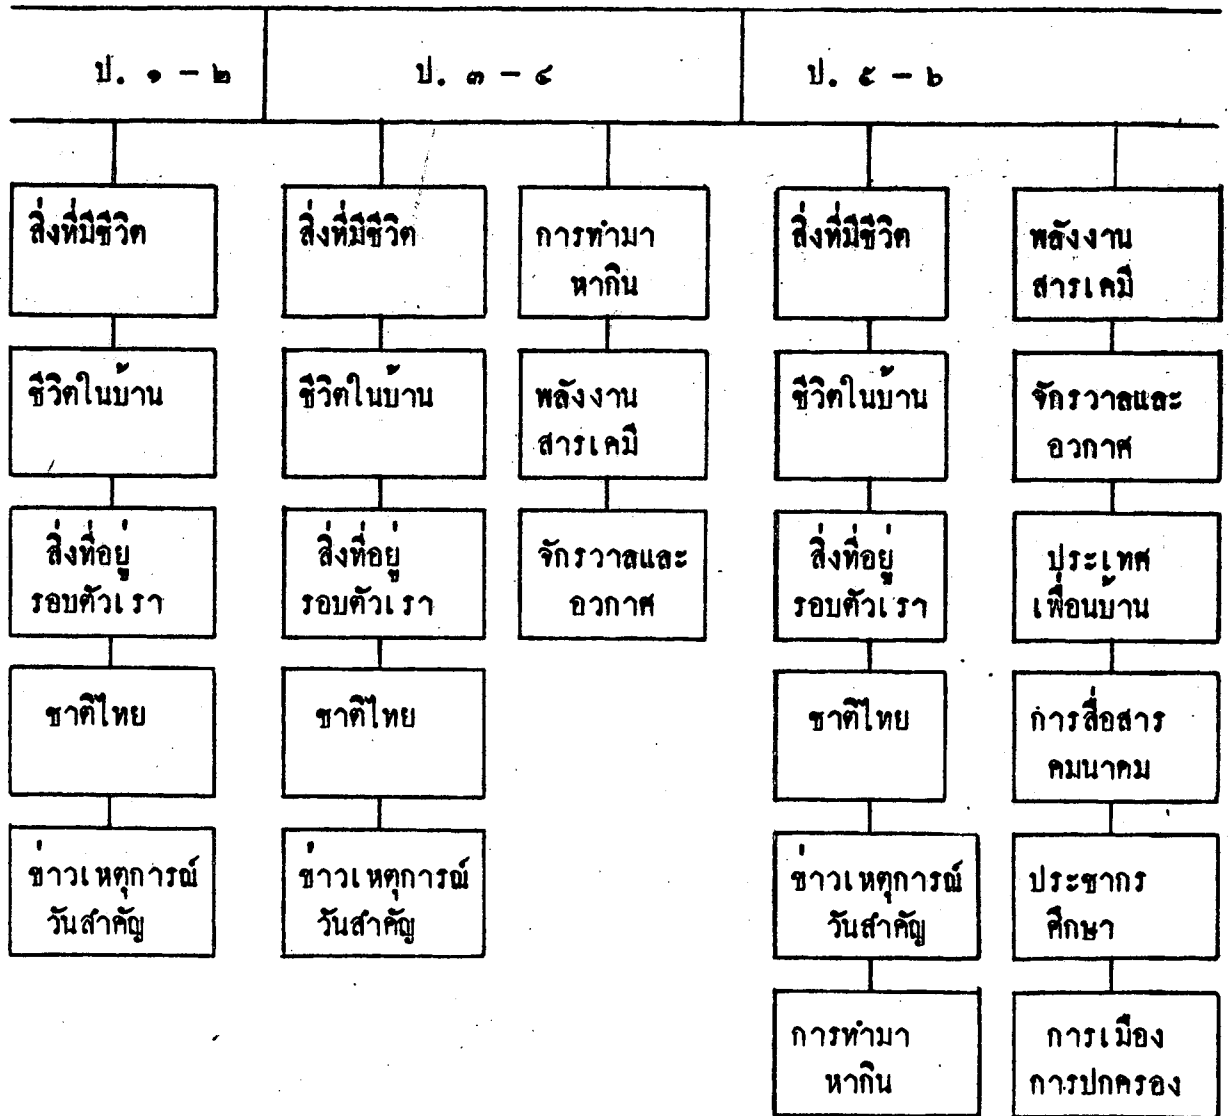 ป. ๑ - ๒
ป. ๓ - ๔
ป. ๕ - ๖
สิ่งที่มีชีวิต
ชีวิตในบ้าน
สิ่งที่อยู่
รอบตัวเรา
ชาติไทย
ข่าวเหตุการณ์
วันสำคัญ
สิ่งที่มีชีวิต
ชีวิตในบ้าน
สิ่งที่อยู่
รอบตัวเรา
ชาติไทย
ข่าวเหตุการณ์
วันสำคัญ
การทำมา
หากิน
พลังงาน
สารเคมี
จักรวาลและ
อวกาศ
สิ่งที่มีชีวิต
ชีวิตในบ้าน
สิ่งที่อยู่
รอบตัวเรา
ชาติไทย
ข่าวเหตุการณ์
วันสำคัญ
การทำมา
หากิน
พลังงาน
สารเคมี
จักรวาลและ
อวกาศ
ประเทศ
เพื่อนบ้าน
การสื่อสาร
คมนาคม
ประชากร
ศึกษา
การเมือง
การปกครอง